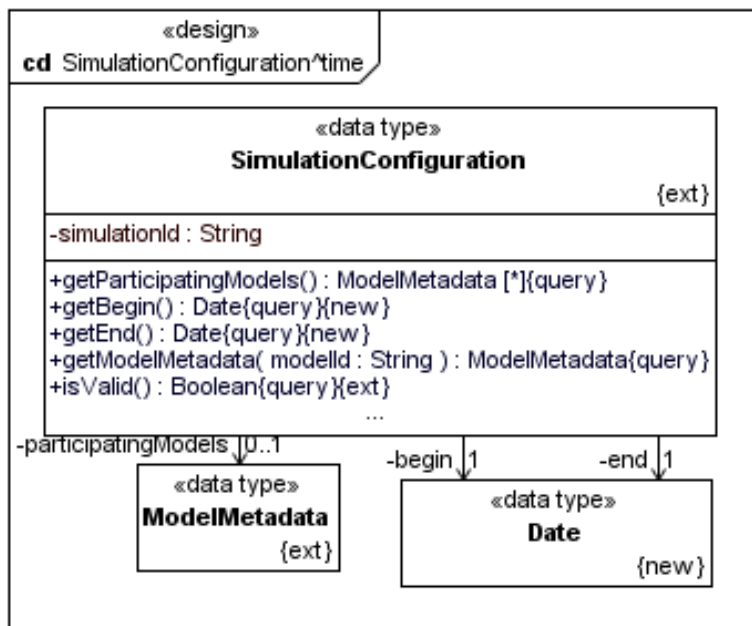 «design»
cd SimulationConfiguration^time
«data type»
SimulationConfiguration
{ext}
-simulationId : String
+getParticipatingModels() : ModelMetadata [*]{query}
+getBegin() : Date{query}{new}
+getEnd() : Date{query}{new}
+getModelMetadata( modelId : String ) : ModelMetadata{query}
+isValid() : Boolean{query}{ext}
...
-participatingModels 0..1
-begin 1
-end 1
«data type»
ModelMetadata
{ext}
«data type»
Date
{new}